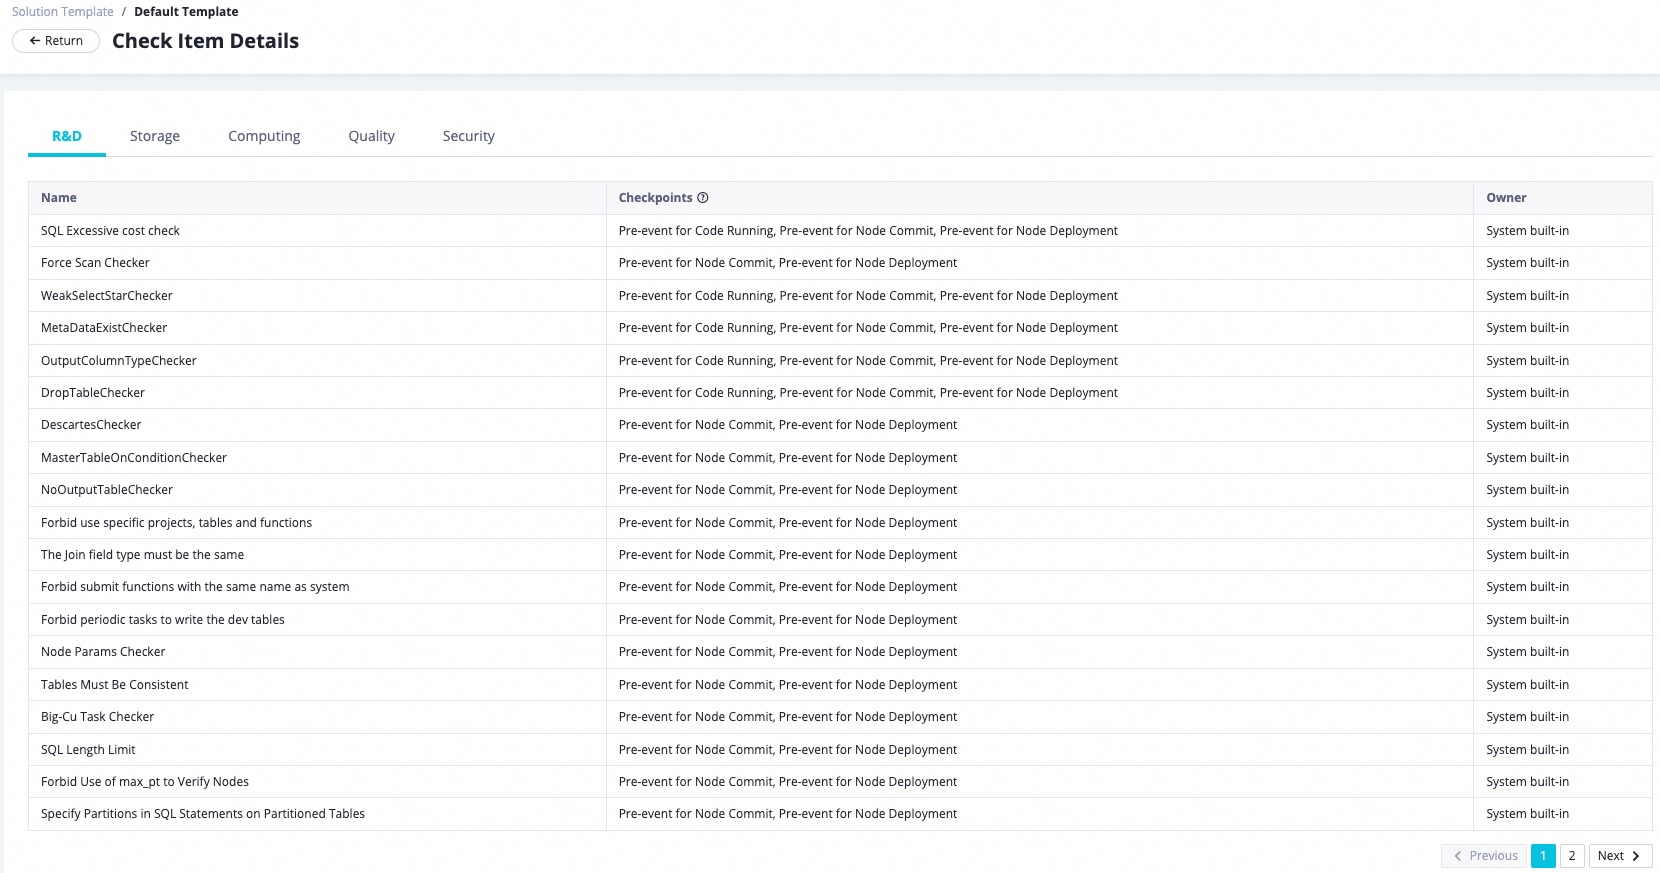 Solution Template / Default Template
← Return Check Item Details
R&D Storage Computing Quality Security
Name Checkpoints Owner
SQL Excessive cost check Pre-event for Code Running, Pre-event for Node Commit, Pre-event for Node Deployment System built-in
Force Scan Checker Pre-event for Node Commit, Pre-event for Node Deployment System built-in
WeakSelectStarChecker Pre-event for Code Running, Pre-event for Node Commit, Pre-event for Node Deployment System built-in
MetaDataExistChecker Pre-event for Code Running, Pre-event for Node Commit, Pre-event for Node Deployment System built-in
OutputColumnTypeChecker Pre-event for Code Running, Pre-event for Node Commit, Pre-event for Node Deployment System built-in
DropTableChecker Pre-event for Code Running, Pre-event for Node Commit, Pre-event for Node Deployment System built-in
DescartesChecker Pre-event for Node Commit, Pre-event for Node Deployment System built-in
MasterTableOnConditionChecker Pre-event for Node Commit, Pre-event for Node Deployment System built-in
NoOutputTableChecker Pre-event for Node Commit, Pre-event for Node Deployment System built-in
Forbid use specific projects, tables and functions Pre-event for Node Commit, Pre-event for Node Deployment System built-in
The Join field type must be the same Pre-event for Node Commit, Pre-event for Node Deployment System built-in
Forbid submit functions with the same name as system Pre-event for Node Commit, Pre-event for Node Deployment System built-in
Forbid periodic tasks to write the dev tables Pre-event for Node Commit, Pre-event for Node Deployment System built-in
Node Params Checker Pre-event for Node Commit, Pre-event for Node Deployment System built-in
Tables Must Be Consistent Pre-event for Node Commit, Pre-event for Node Deployment System built-in
Big-Cu Task Checker Pre-event for Node Commit, Pre-event for Node Deployment System built-in
SQL Length Limit Pre-event for Node Commit, Pre-event for Node Deployment System built-in
Forbid Use of max_pt to Verify Nodes Pre-event for Node Commit, Pre-event for Node Deployment System built-in
Specify Partitions in SQL Statements on Partitioned Tables Pre-event for Node Commit, Pre-event for Node Deployment System built-in
Previous 1 2 Next